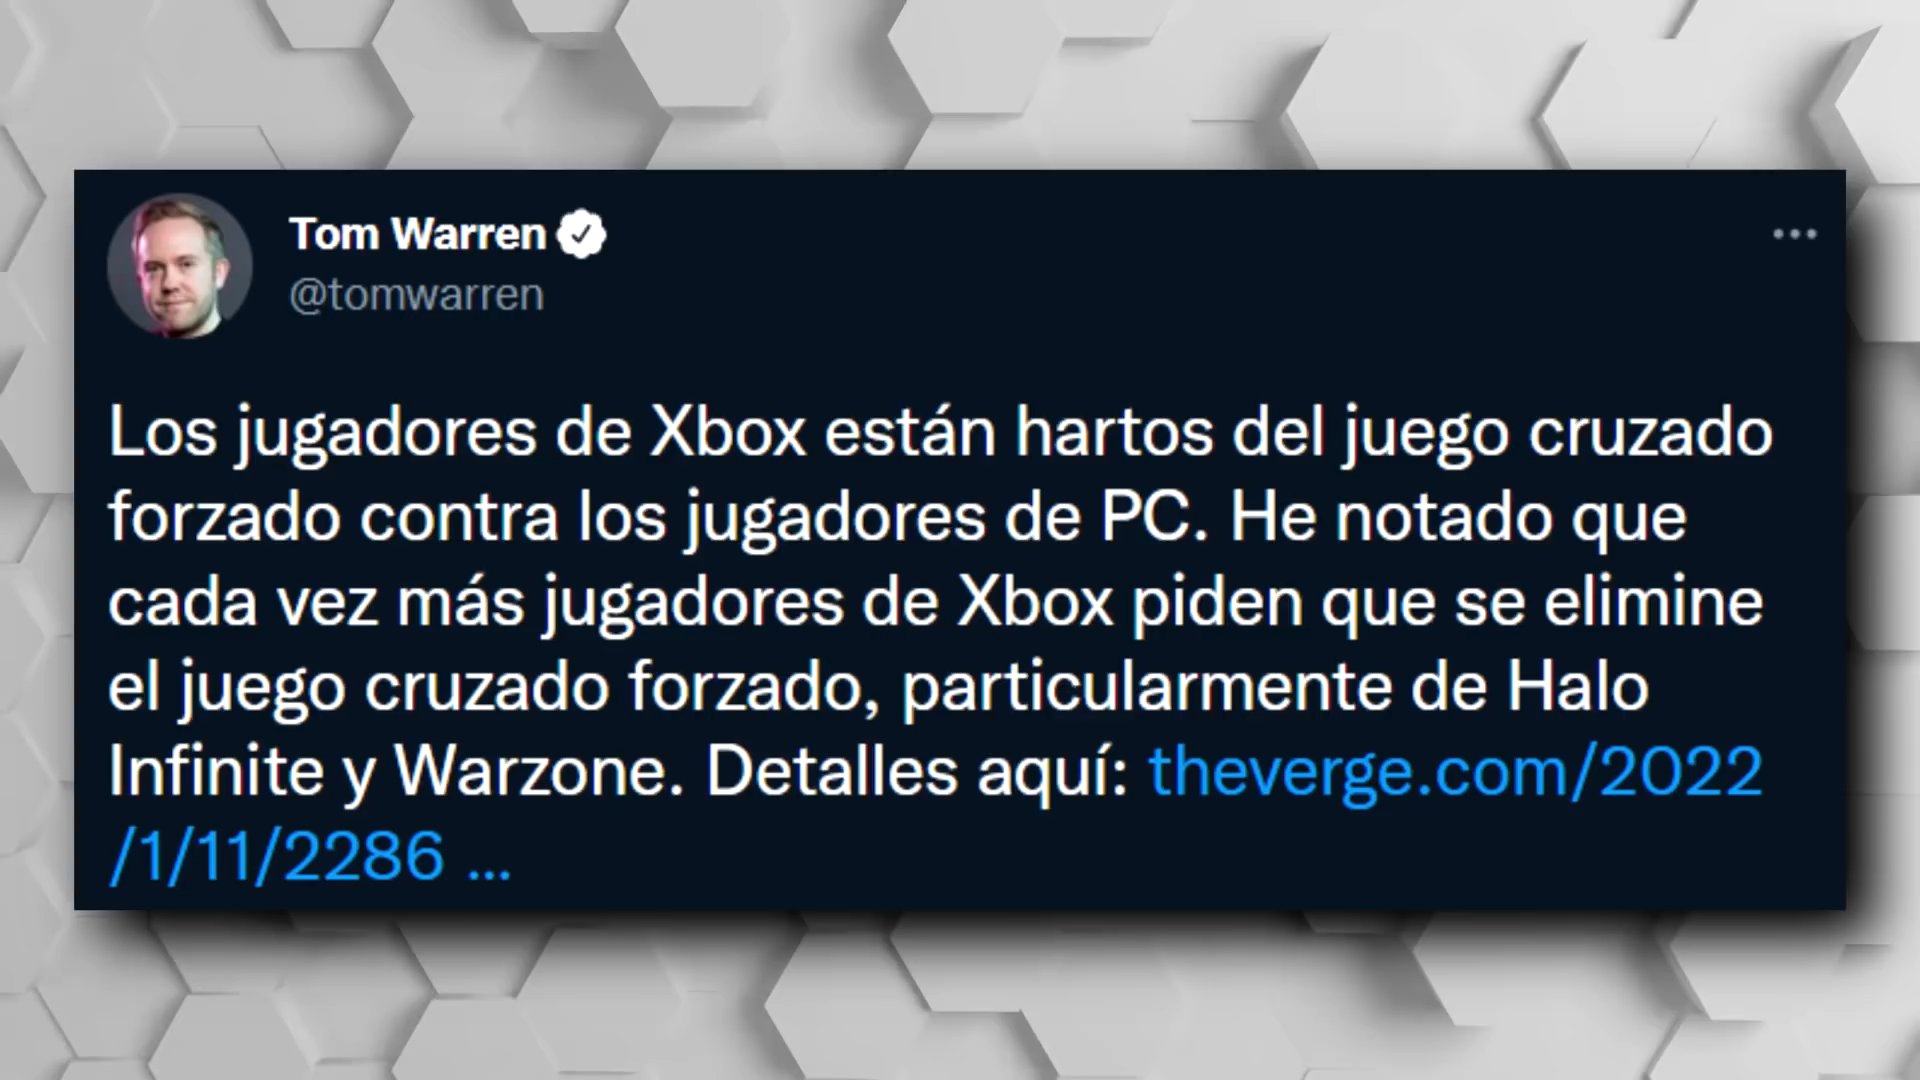 Tom Warren
@tomwarren
Los jugadores de Xbox están hartos del juego cruzado
forzado contra los jugadores de PC. He notado que
cada vez más jugadores de Xbox piden que se elimine
el juego cruzado forzado, particularmente de Halo
Infinite y Warzone. Detalles aquí: theverge.com/2022
/1/11/2286 ...